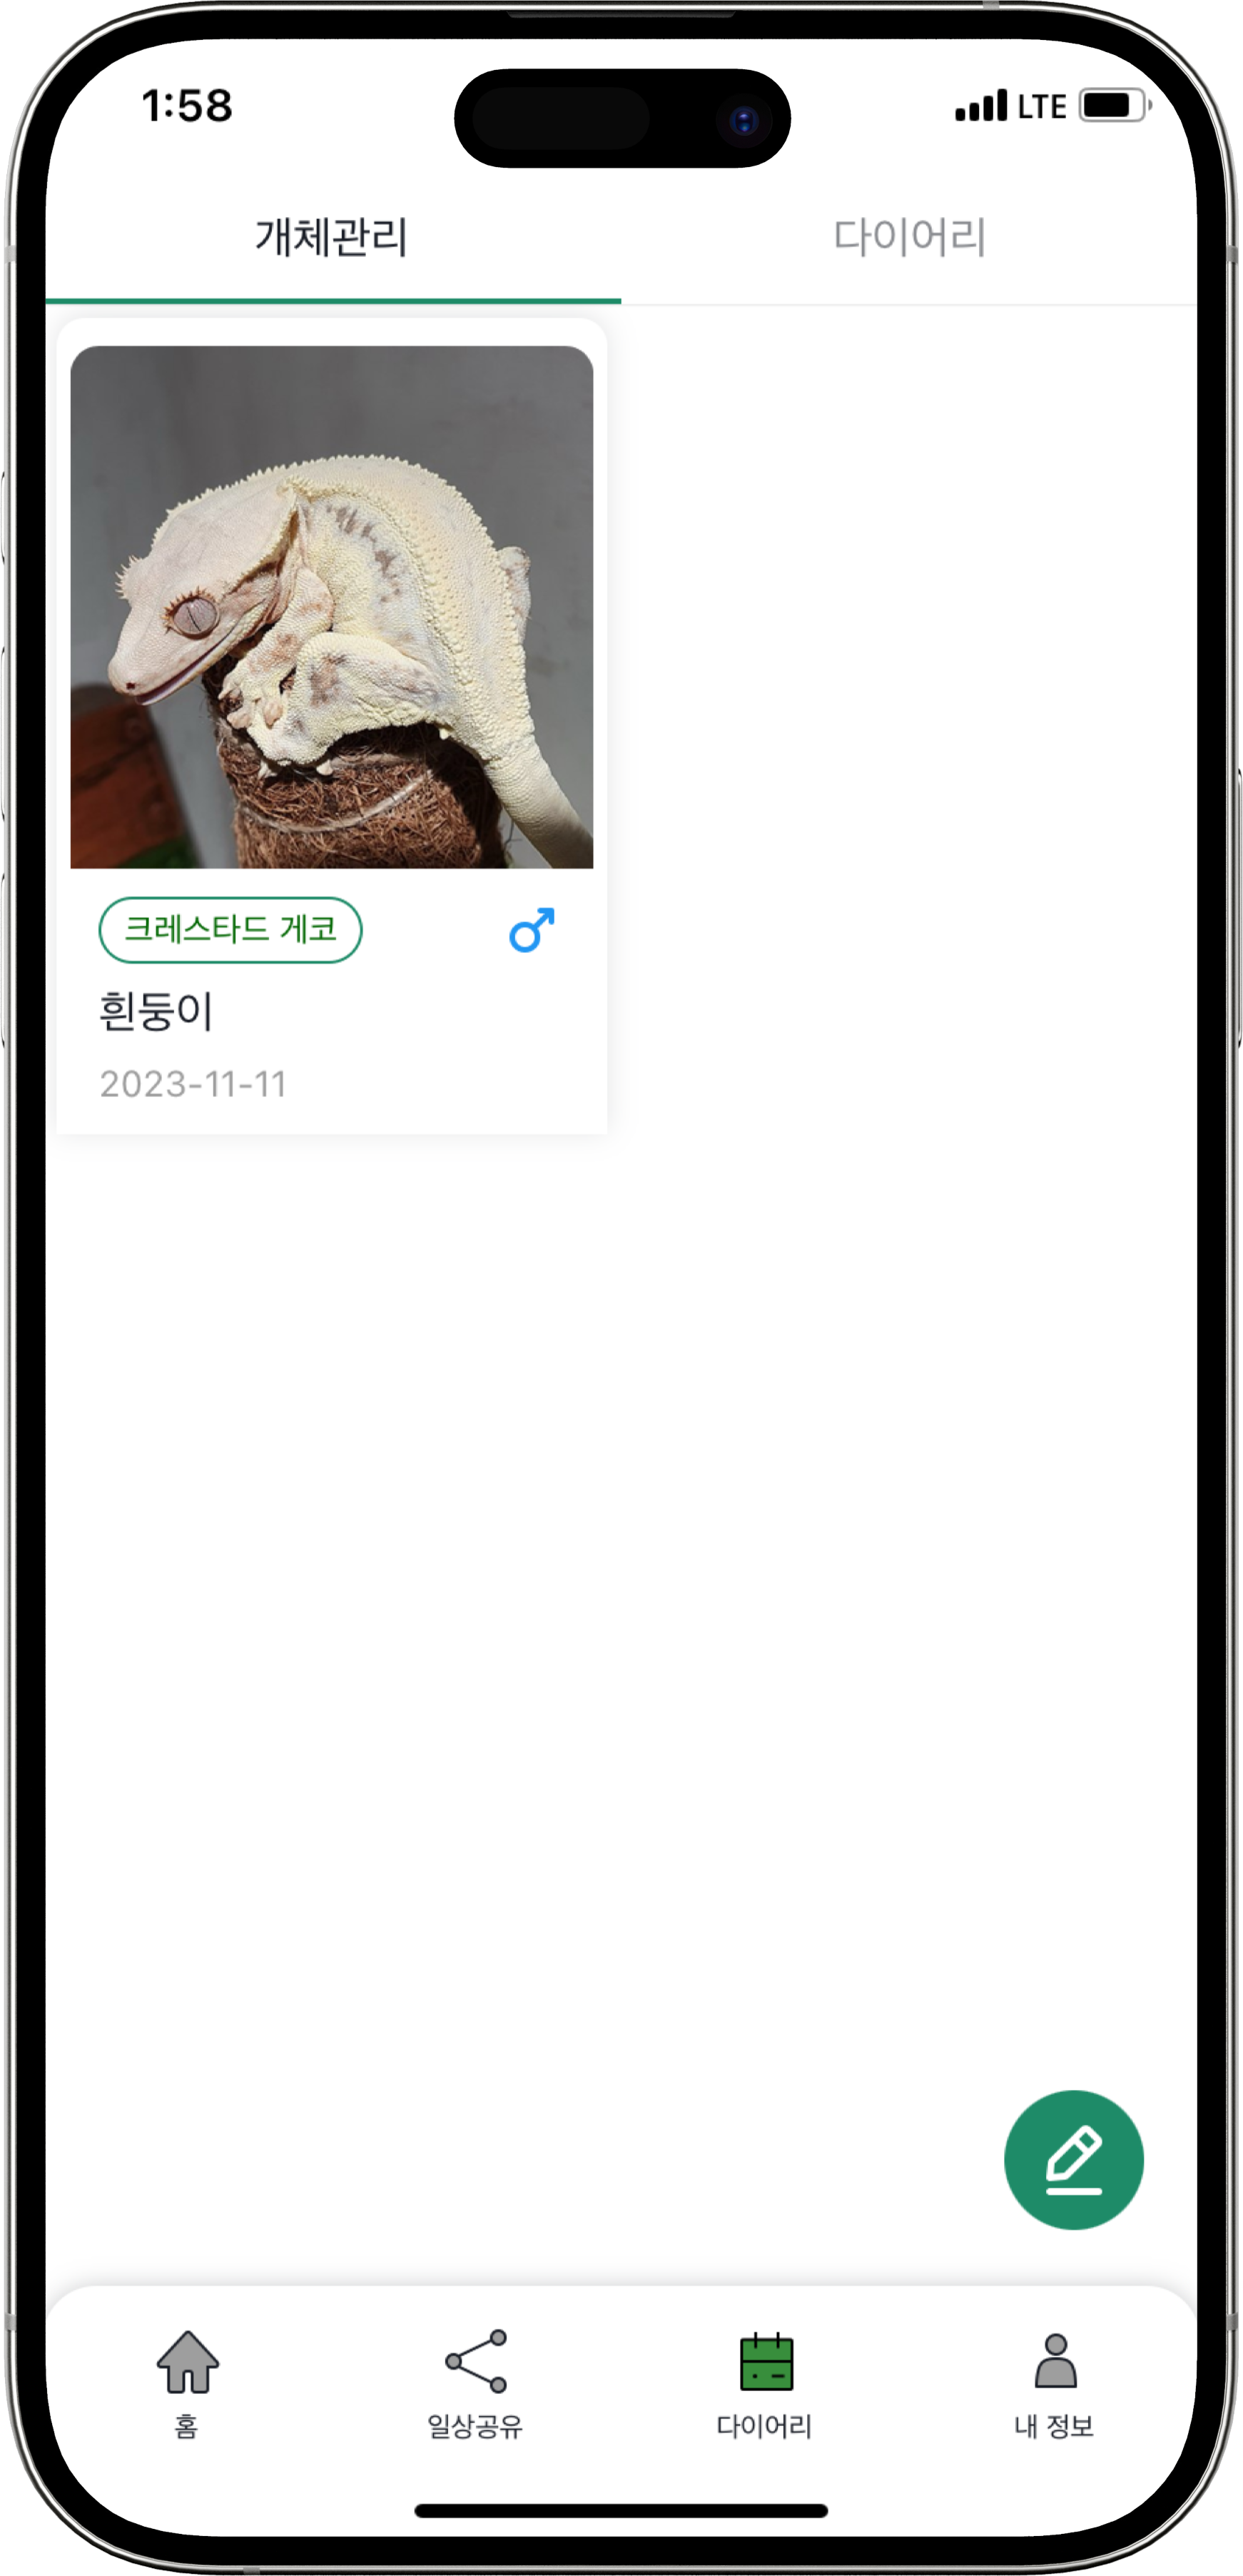 1:58 LTE
개체관리 다이어리
크레스타드 게코
흰둥이
2023-11-11
홈 일상공유 다이어리 내 정보